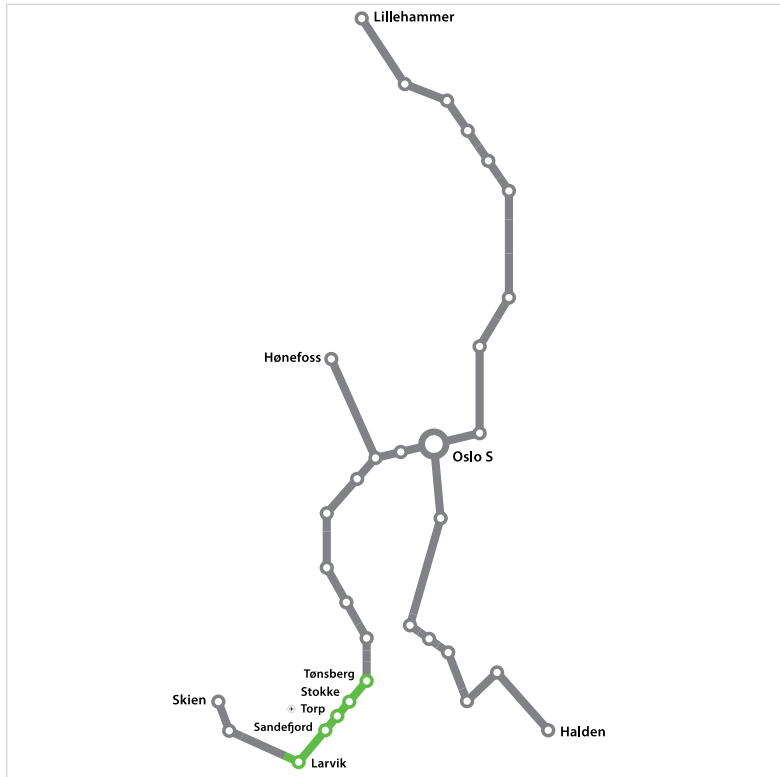 Lillehammer
Hønefoss
Oslo S
Tønsberg
Stokke
Torp
Sandefjord
Larvik
Skien
Halden